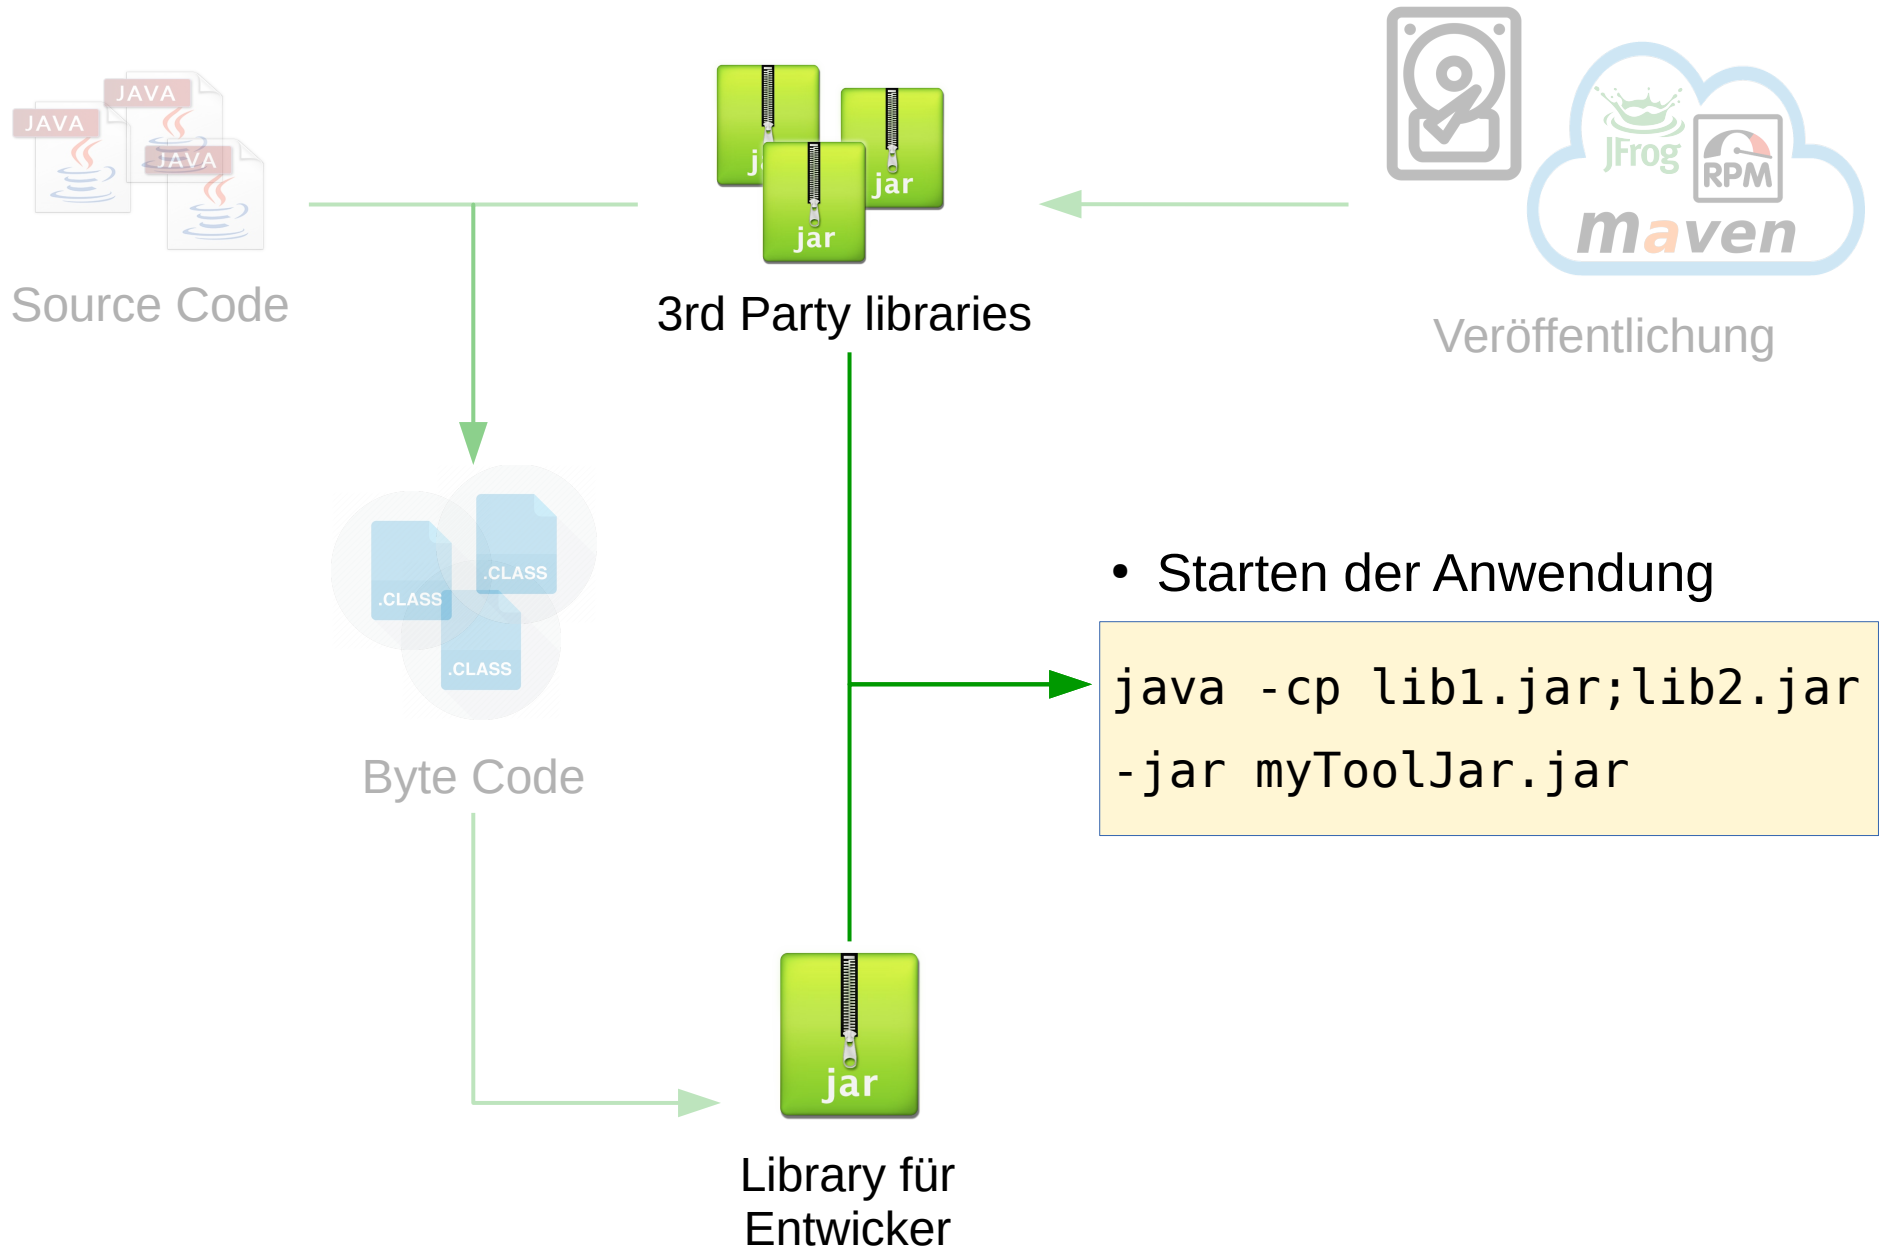 JAVA
JAVA
JAVA
Source Code
jar
jar
3rd Party libraries
JFrog
RPM
maven
Veröffentlichung
.CLASS
.CLASS
.CLASS
Byte Code
• Starten der Anwendung
java -cp lib1.jar;lib2.jar
-jar myToolJar.jar
jar
Library für
Entwicker